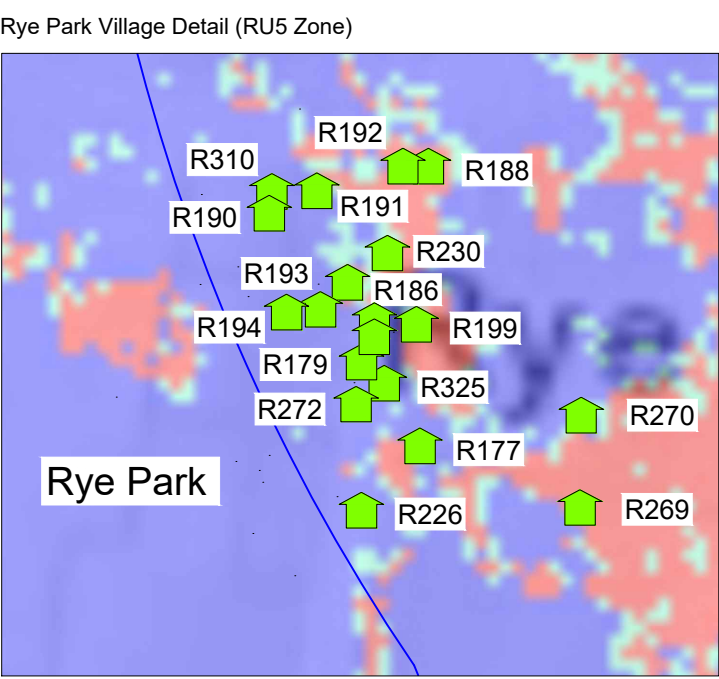 Rye Park Village Detail (RU5 Zone)
R192
R310
R188
R190
R191
R230
R193
R186
R194
R199
R179
R325
R272
R270
R177
Rye Park
R226
R269
Rye